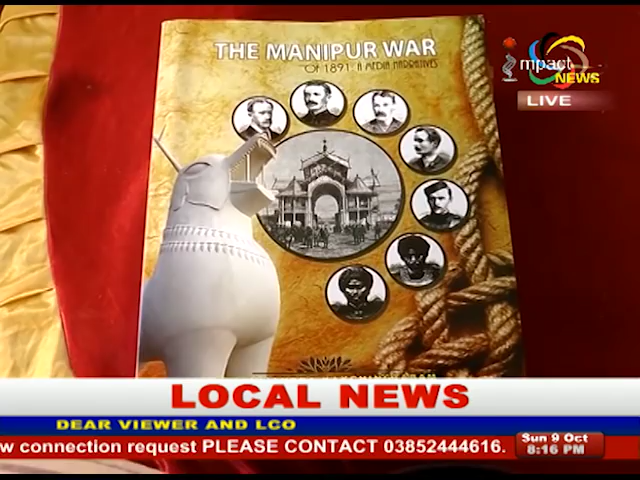 THE MANIPUR WAR
OF 1891: A MEDIA NARRATIVES
impact
NEWS
LIVE
LOCAL NEWS
DEAR VIEWER AND LCO
w connection request PLEASE CONTACT 03852444616.
Sun 9 Oct
8:16 PM